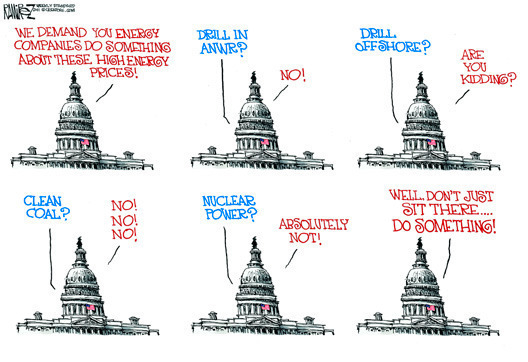 RAMIREZ
WE DEMAND YOU ENERGY
COMPANIES DO SOMETHING
ABOUT THESE HIGH ENERGY
PRICES!
DRILL IN
ANWR?
NO!
DRILL
OFFSHORE?
ARE
YOU
KIDDING?
CLEAN
COAL?
NO!
NO!
NO!
NUCLEAR
POWER?
ABSOLUTELY
NOT!
WELL..DON'T JUST
SIT THERE....
DO SOMETHING!